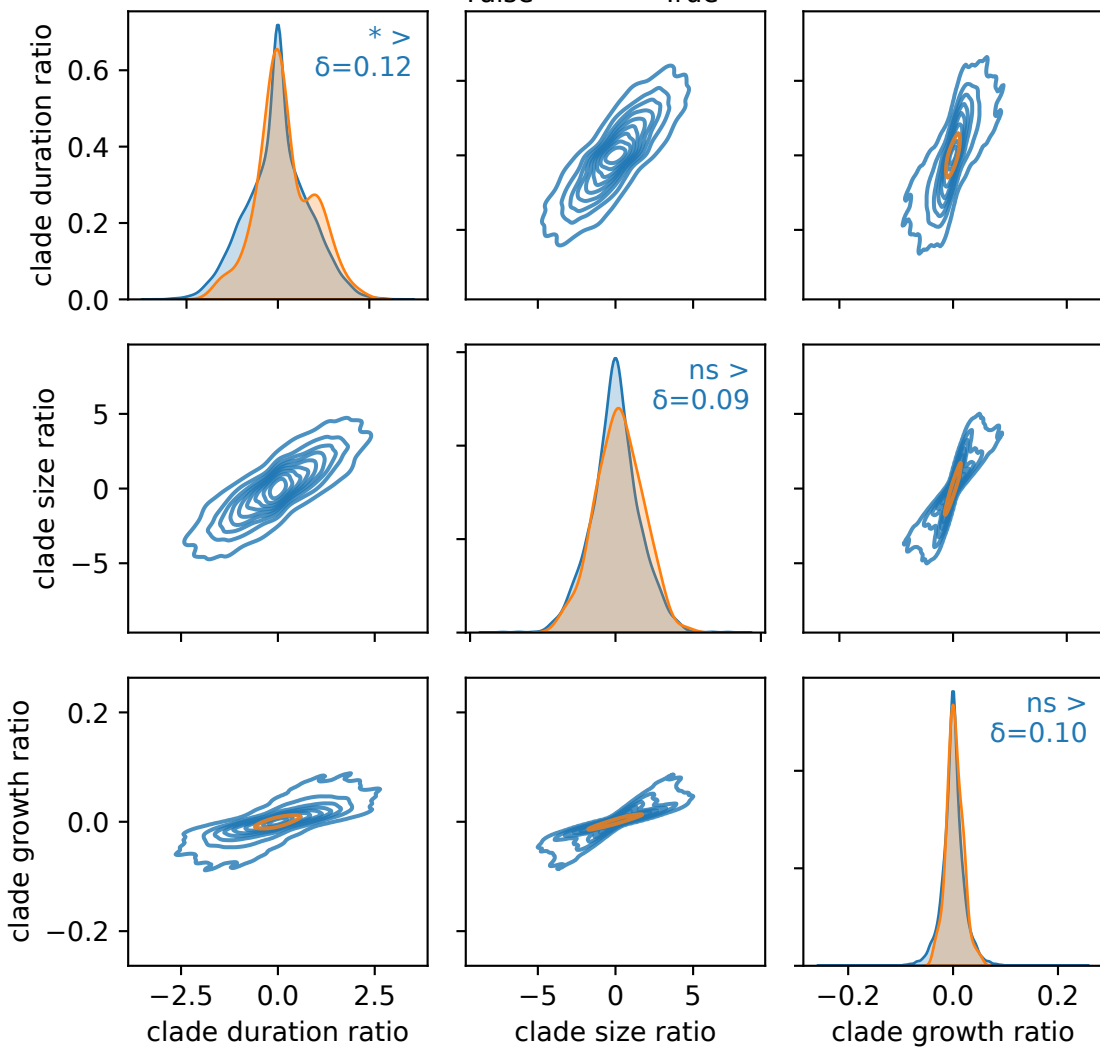 clade duration ratio
0.6
0.4
0.2
0.0
* >
δ=0.12
clade size ratio
5
0
−5
ns >
δ=0.09
clade growth ratio
0.2
0.0
−0.2
ns >
δ=0.10
−2.5 0.0 2.5
−5 0 5
−0.2 0.0 0.2
clade duration ratio
clade size ratio
clade growth ratio